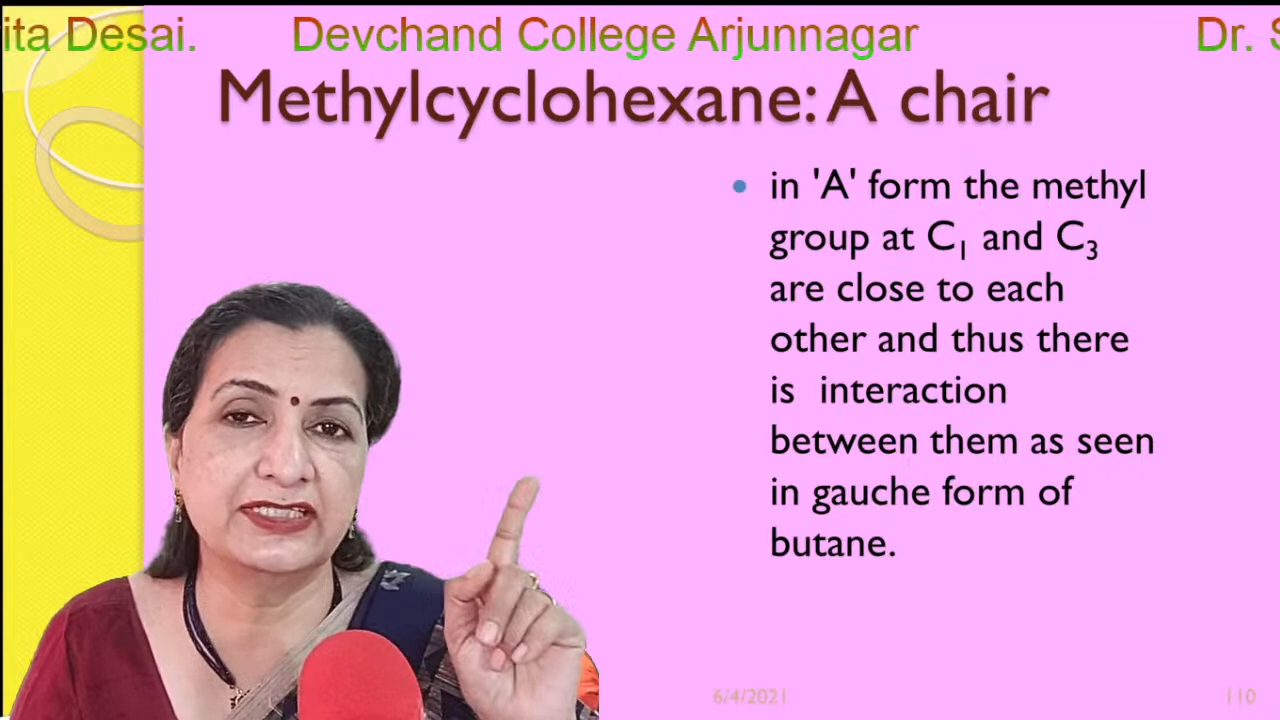 ita Desai. Devchand College Arjunnagar Dr. S
Methylcyclohexane: A chair
• in 'A' form the methyl
group at C₁ and C₃
are close to each
other and thus there
is interaction
between them as seen
in gauche form of
butane.
6/4/2021 110